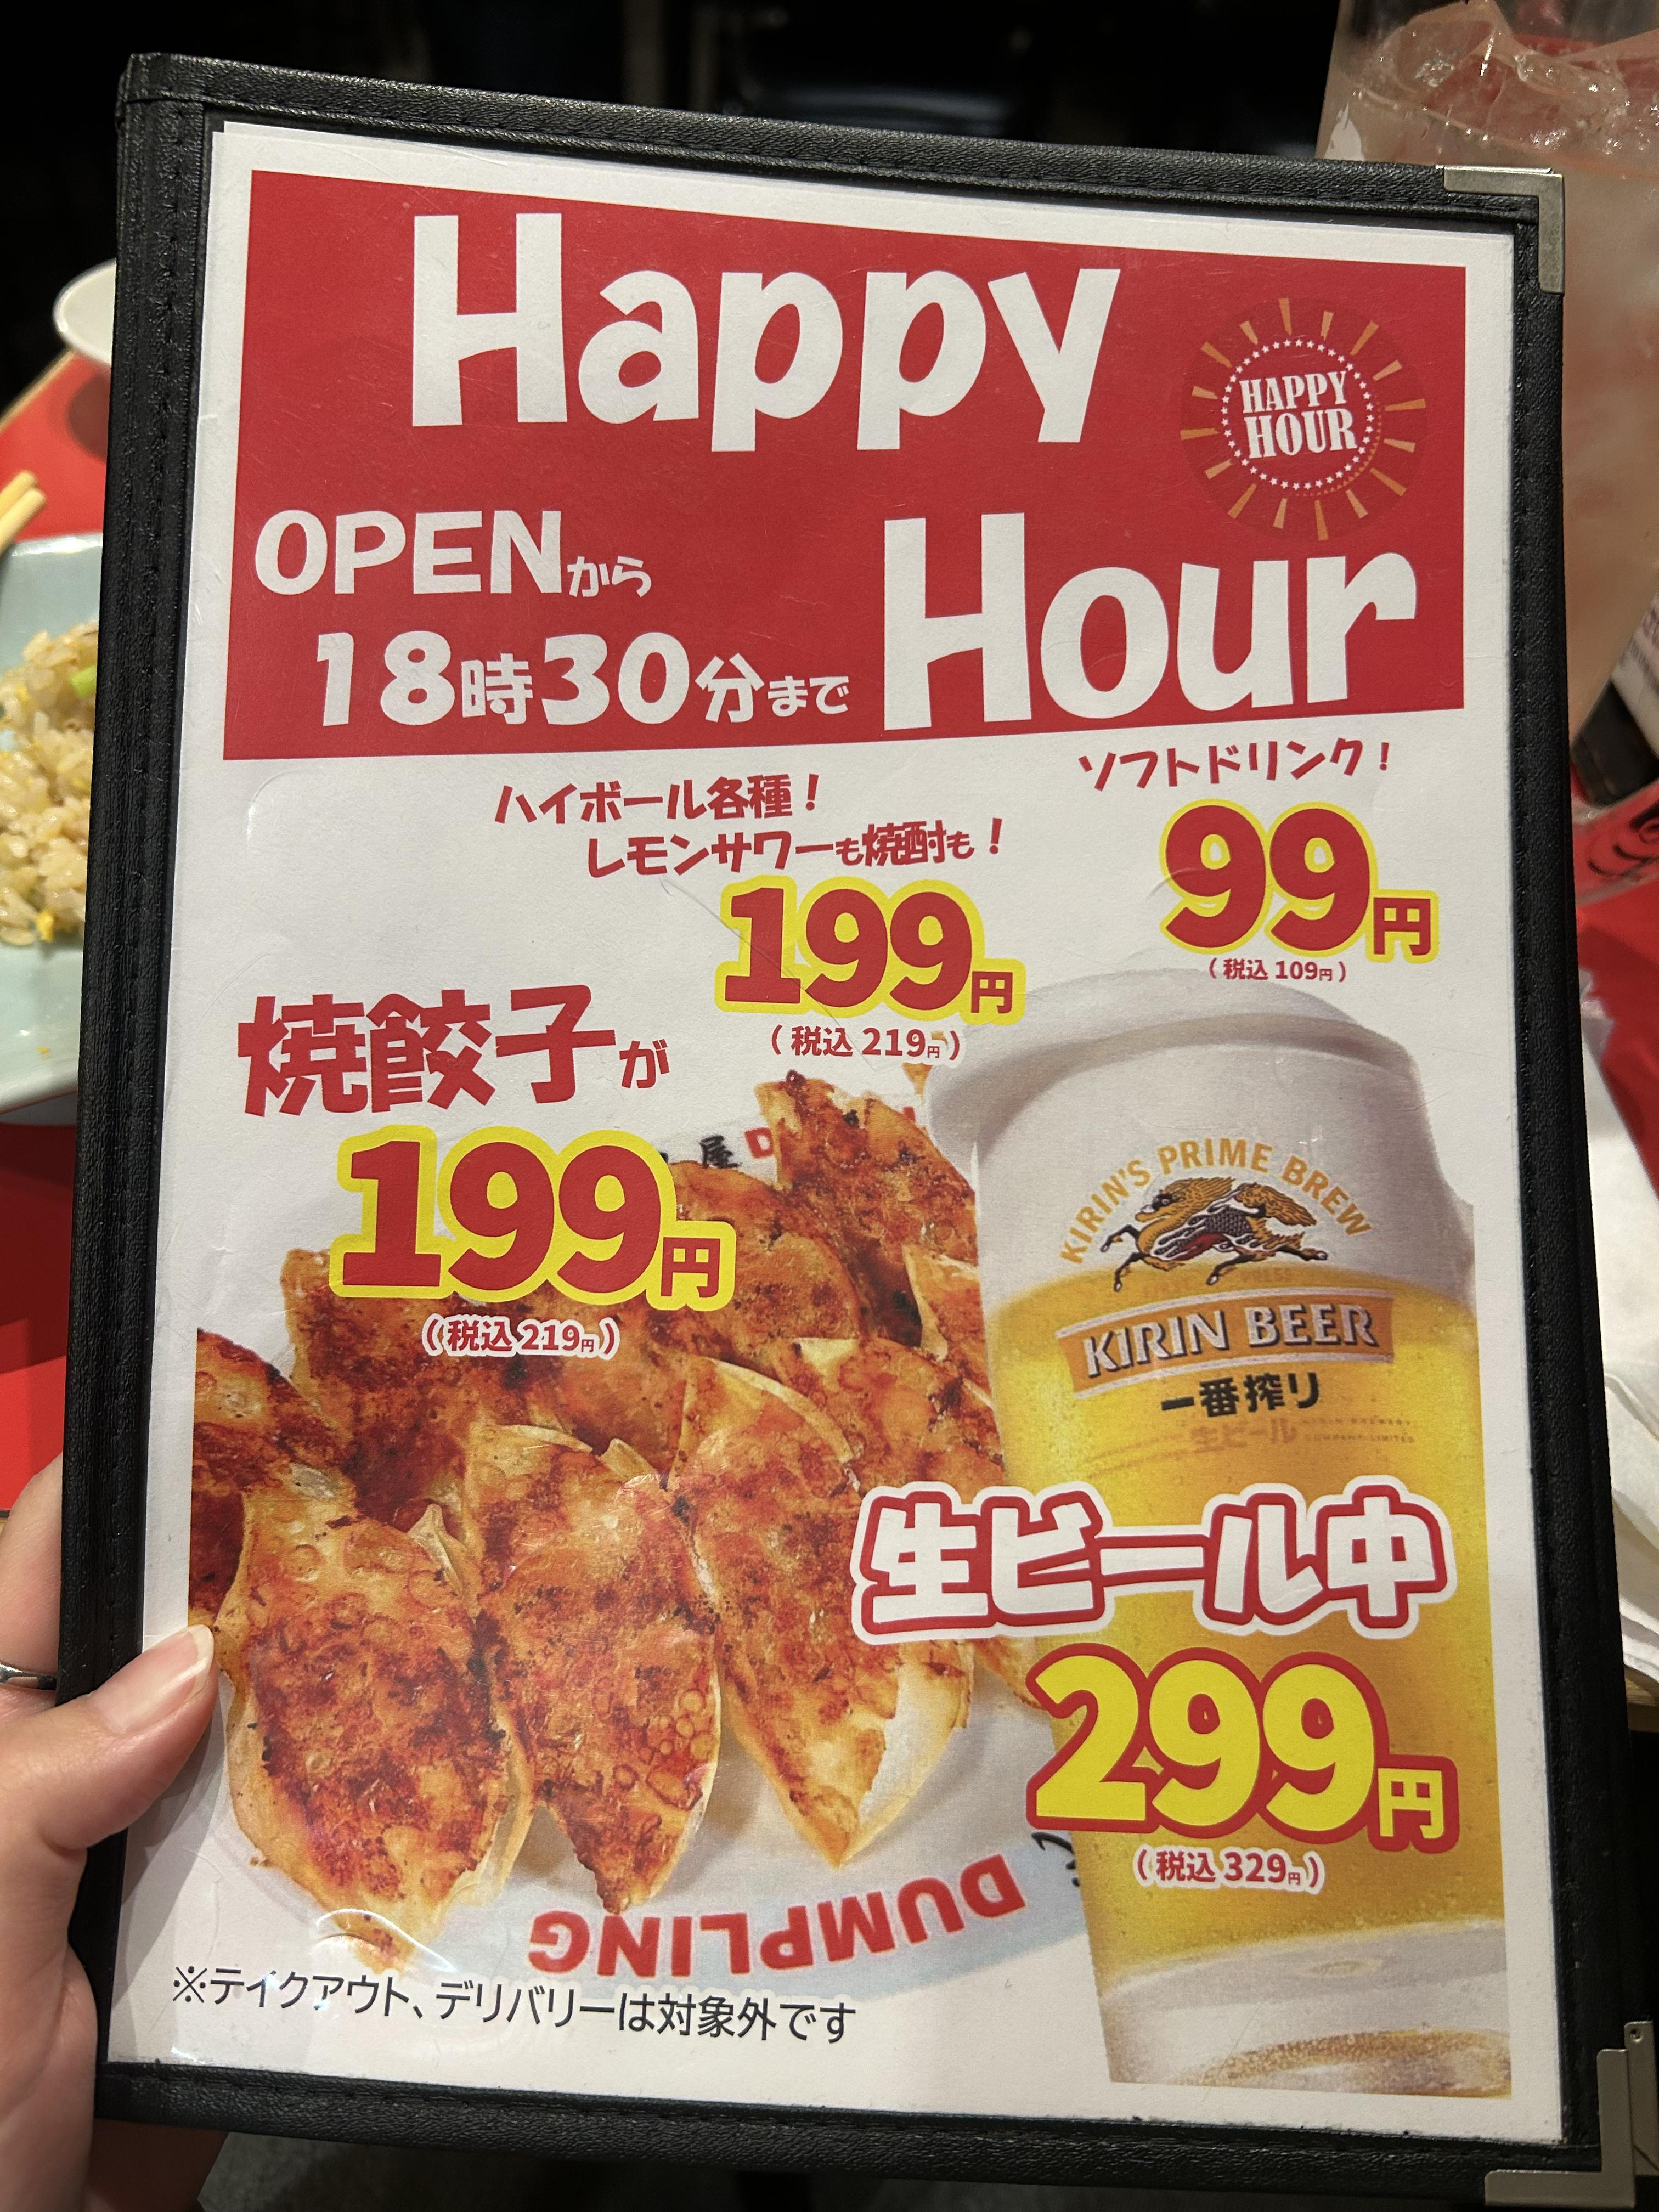 Happy
HAPPY
HOUR
OPENから
18時30分まで
Hour
ハイボール各種！
レモンサワーも焼酎も！
199円
(税込219円)
ソフトドリンク！
99円
(税込109円)
焼餃子が
199円
(税込219円)
屋 D
KIRIN'S PRIME BREW
KIRIN BEER
一番搾り
生ビール
生ビール中
299円
(税込329円)
DUMPLING
※テイクアウト、デリバリーは対象外です